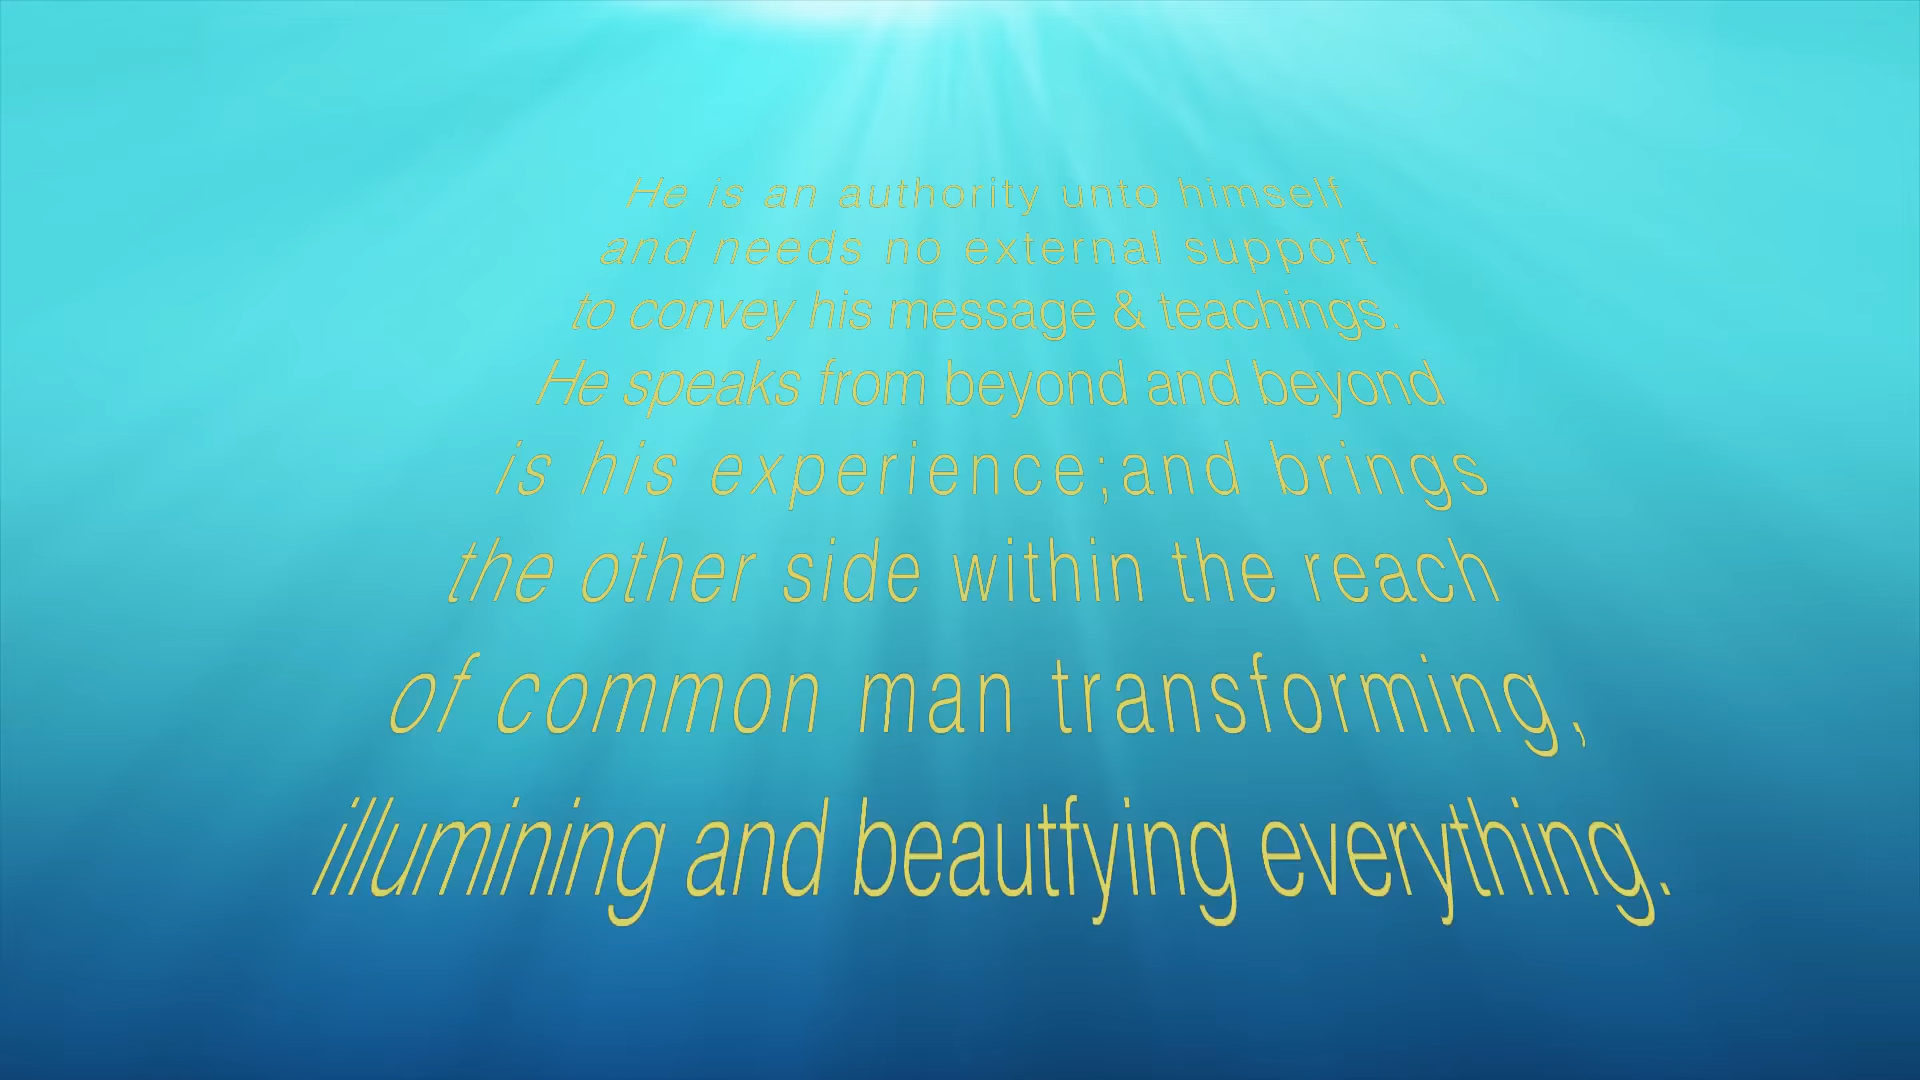 He is an authority unto himself
and needs no external support
to convey his message & teachings.
He speaks from beyond and beyond
is his experience;and brings
the other side within the reach
of common man transforming,
illumining and beautfying everything.